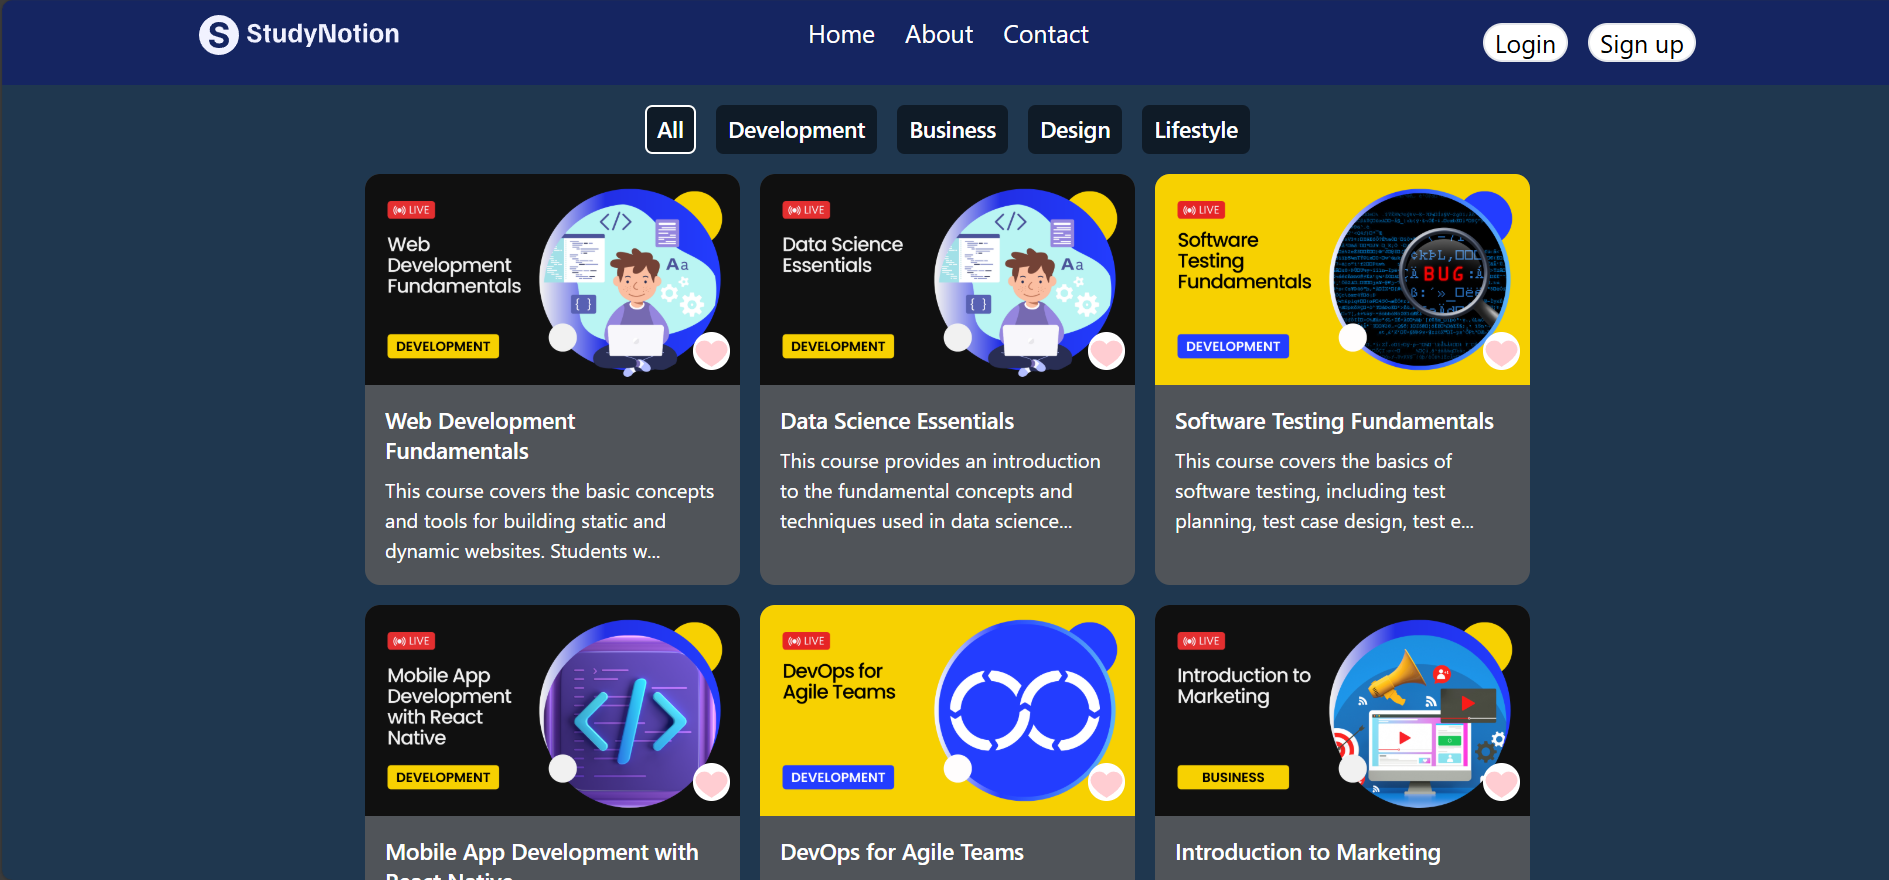 S StudyNotion
Home About Contact
Login Sign up
All Development Business Design Lifestyle
LIVE
Web
Development
Fundamentals
DEVELOPMENT
Aa
Web Development
Fundamentals
This course covers the basic concepts
and tools for building static and
dynamic websites. Students w...
LIVE
Data Science
Essentials
DEVELOPMENT
Aa
Data Science Essentials
This course provides an introduction
to the fundamental concepts and
techniques used in data science...
LIVE
Software
Testing
Fundamentals
DEVELOPMENT
BUG
Software Testing Fundamentals
This course covers the basics of
software testing, including test
planning, test case design, test e...
LIVE
Mobile App
Development
with React
Native
DEVELOPMENT
Mobile App Development with
React Native
LIVE
DevOps for
Agile Teams
DEVELOPMENT
DevOps for Agile Teams
LIVE
Introduction to
Marketing
BUSINESS
Introduction to Marketing